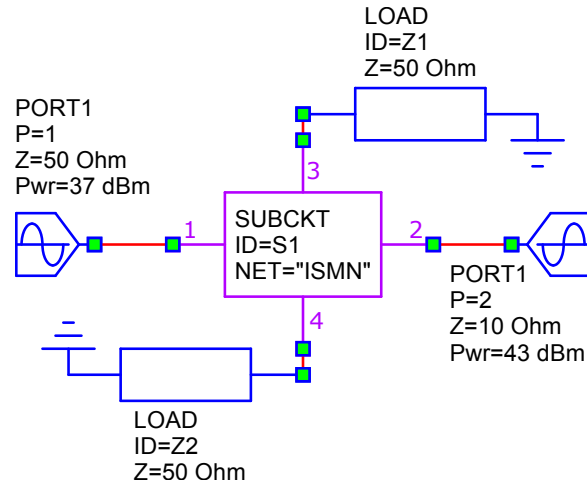 LOAD
ID=Z1
Z=50 Ohm
PORT1
P=1
Z=50 Ohm
Pwr=37 dBm
3
1
SUBCKT
ID=S1
NET="ISMN"
2
PORT1
P=2
Z=10 Ohm
Pwr=43 dBm
4
LOAD
ID=Z2
Z=50 Ohm